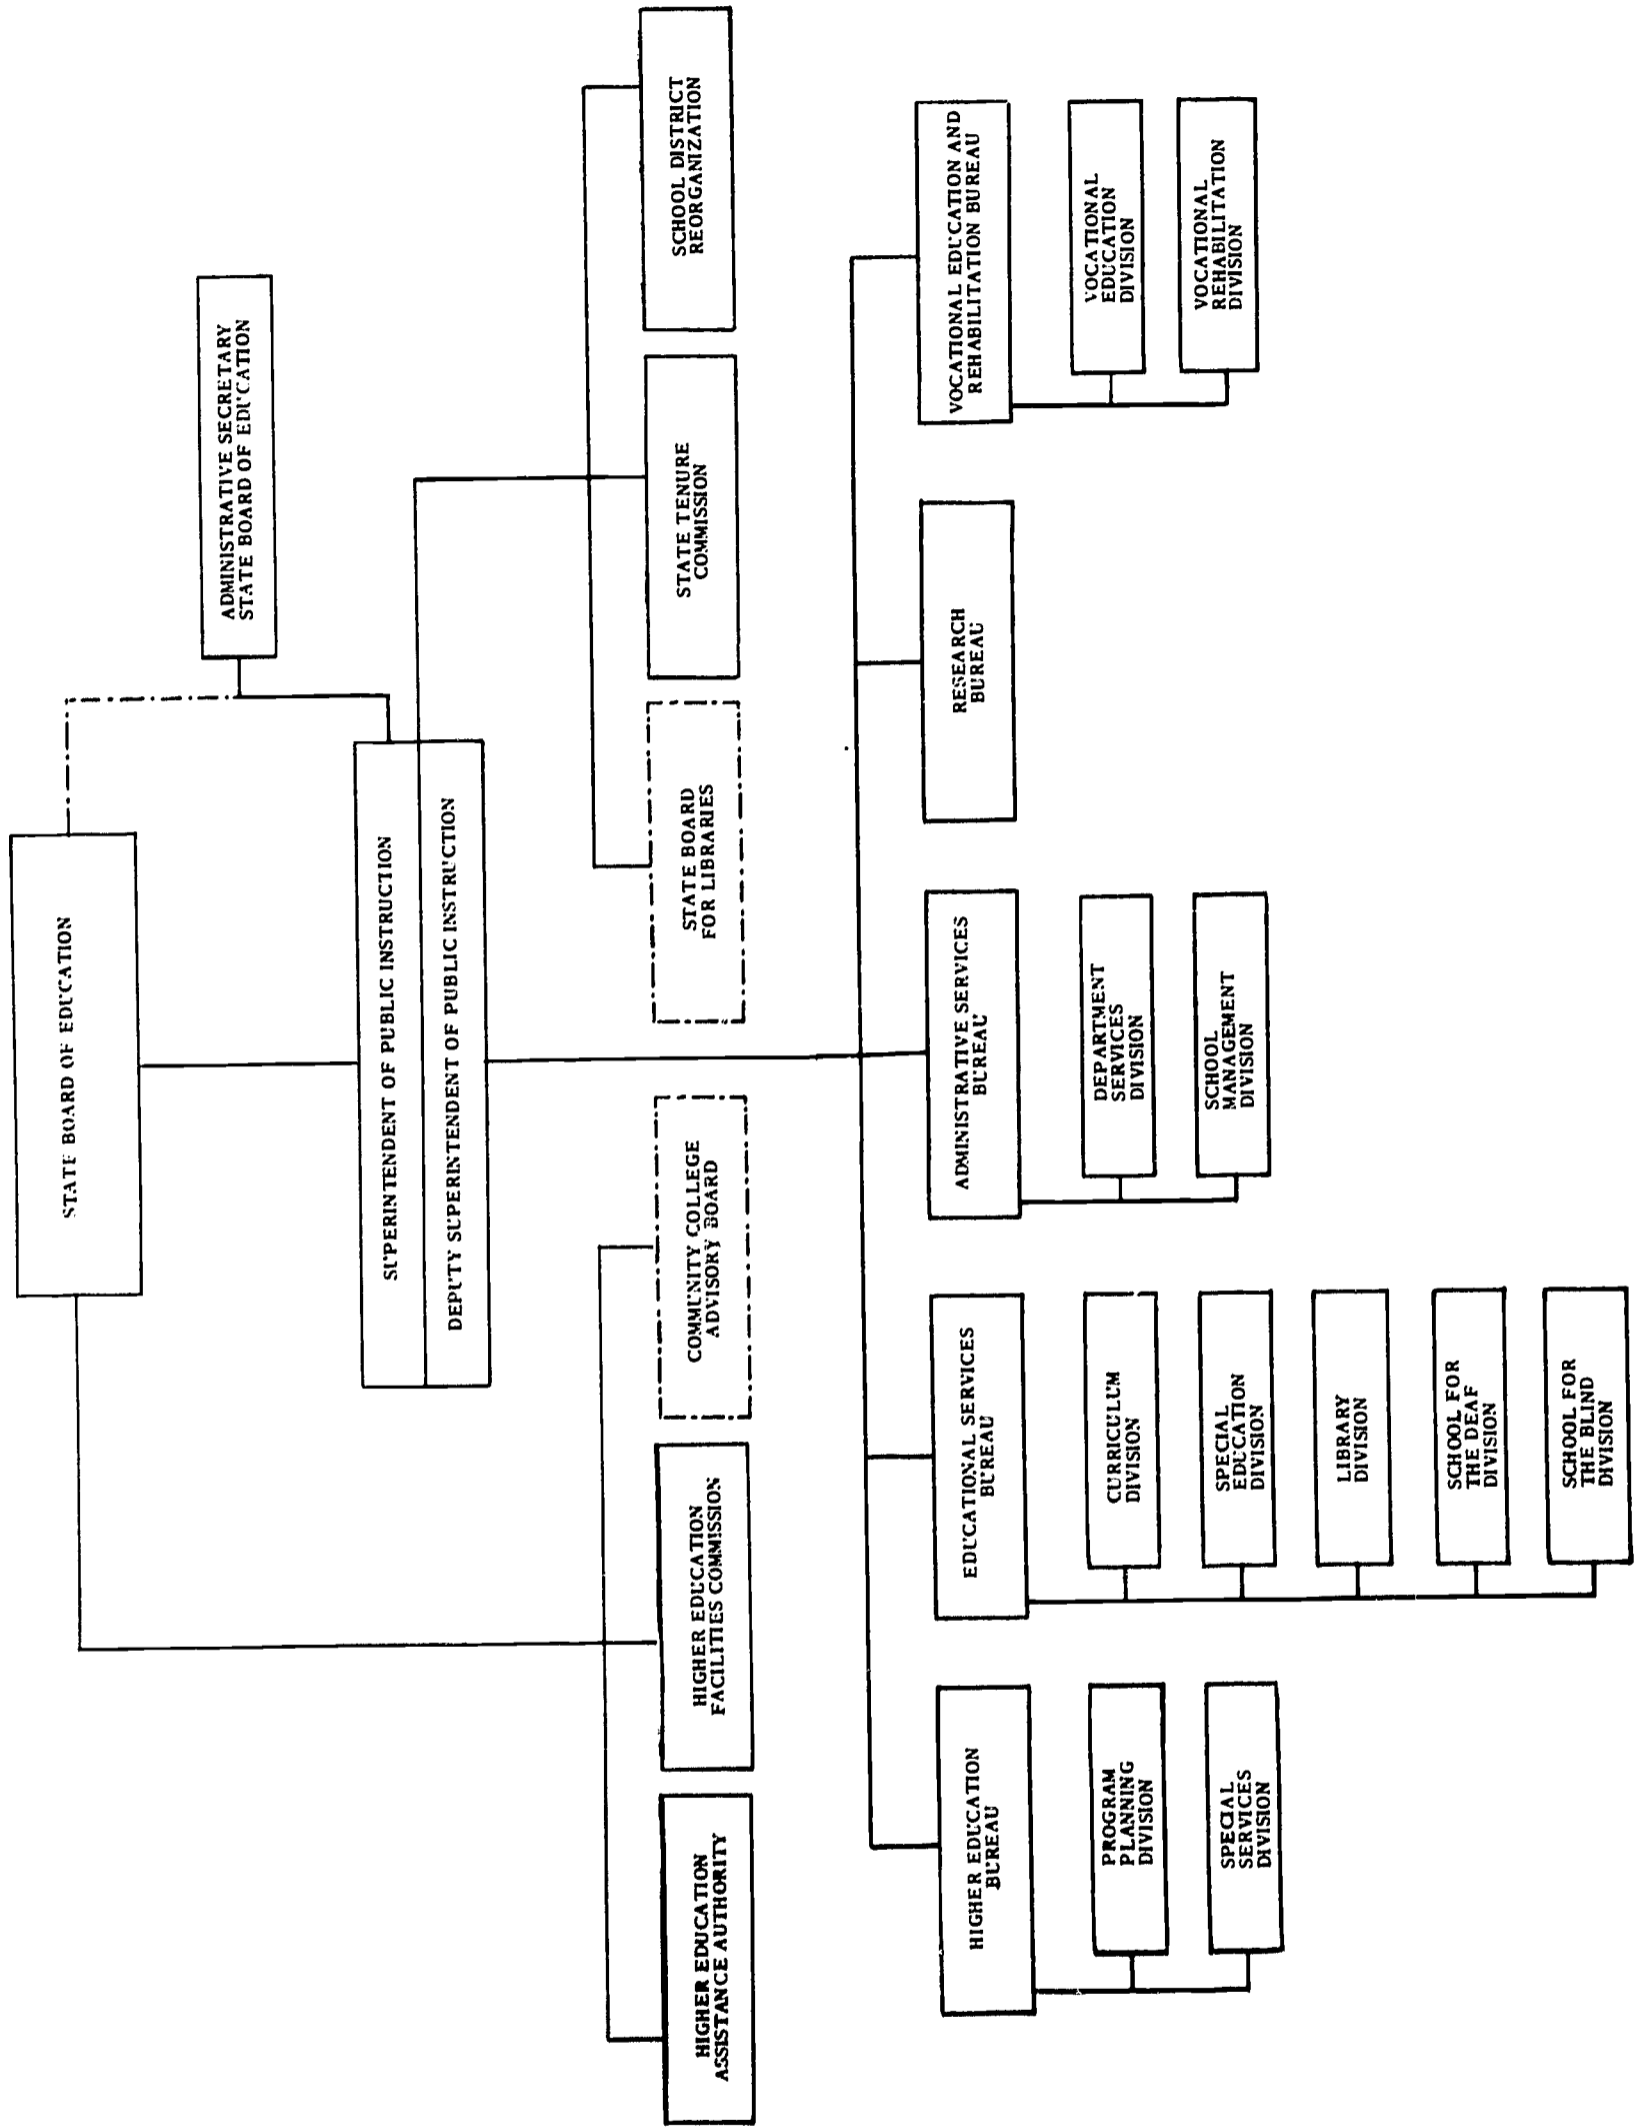 STATE BOARD OF EDUCATION
ADMINISTRATIVE SECRETARY
STATE BOARD OF EDUCATION
SUPERINTENDENT OF PUBLIC INSTRUCTION
DEPUTY SUPERINTENDENT OF PUBLIC INSTRUCTION
HIGHER EDUCATION
ASSISTANCE AUTHORITY
HIGHER EDUCATION
FACILITIES COMMISSION
COMMUNITY COLLEGE
ADVISORY BOARD
STATE BOARD
FOR LIBRARIES
STATE TENURE
COMMISSION
SCHOOL DISTRICT
REORGANIZATION
HIGHER EDUCATION
BUREAU
PROGRAM
PLANNING
DIVISION
SPECIAL
SERVICES
DIVISION
EDUCATIONAL SERVICES
BUREAU
CURRICULUM
DIVISION
SPECIAL
EDUCATION
DIVISION
LIBRARY
DIVISION
SCHOOL FOR
THE DEAF
DIVISION
SCHOOL FOR
THE BLIND
DIVISION
ADMINISTRATIVE SERVICES
BUREAU
DEPARTMENT
SERVICES
DIVISION
SCHOOL
MANAGEMENT
DIVISION
RESEARCH
BUREAU
VOCATIONAL EDUCATION AND
REHABILITATION BUREAU
VOCATIONAL
EDUCATION
DIVISION
VOCATIONAL
REHABILITATION
DIVISION